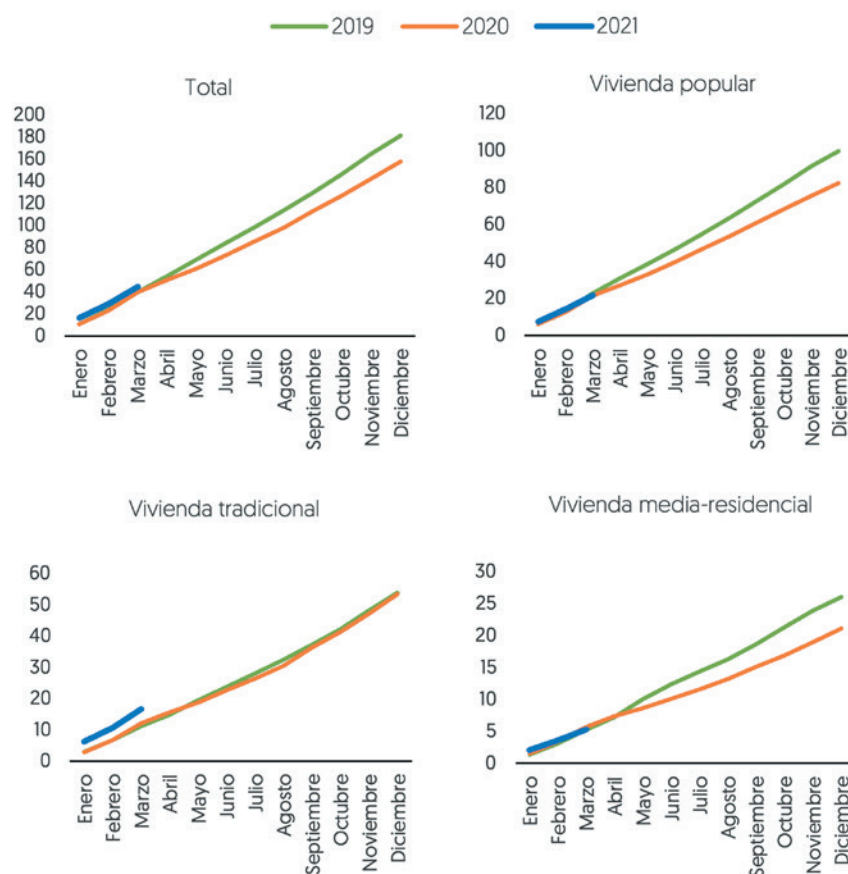 2019 2020 2021
Total
200
180
160
140
120
100
80
60
40
20
0
Enero
Febrero
Marzo
Abril
Mayo
Junio
Julio
Agosto
Septiembre
Octubre
Noviembre
Diciembre
Vivienda popular
120
100
80
60
40
20
0
Enero
Febrero
Marzo
Abril
Mayo
Junio
Julio
Agosto
Septiembre
Octubre
Noviembre
Diciembre
Vivienda tradicional
60
50
40
30
20
10
0
Enero
Febrero
Marzo
Abril
Mayo
Junio
Julio
Agosto
Septiembre
Octubre
Noviembre
Diciembre
Vivienda media-residencial
30
25
20
15
10
5
0
Enero
Febrero
Marzo
Abril
Mayo
Junio
Julio
Agosto
Septiembre
Octubre
Noviembre
Diciembre